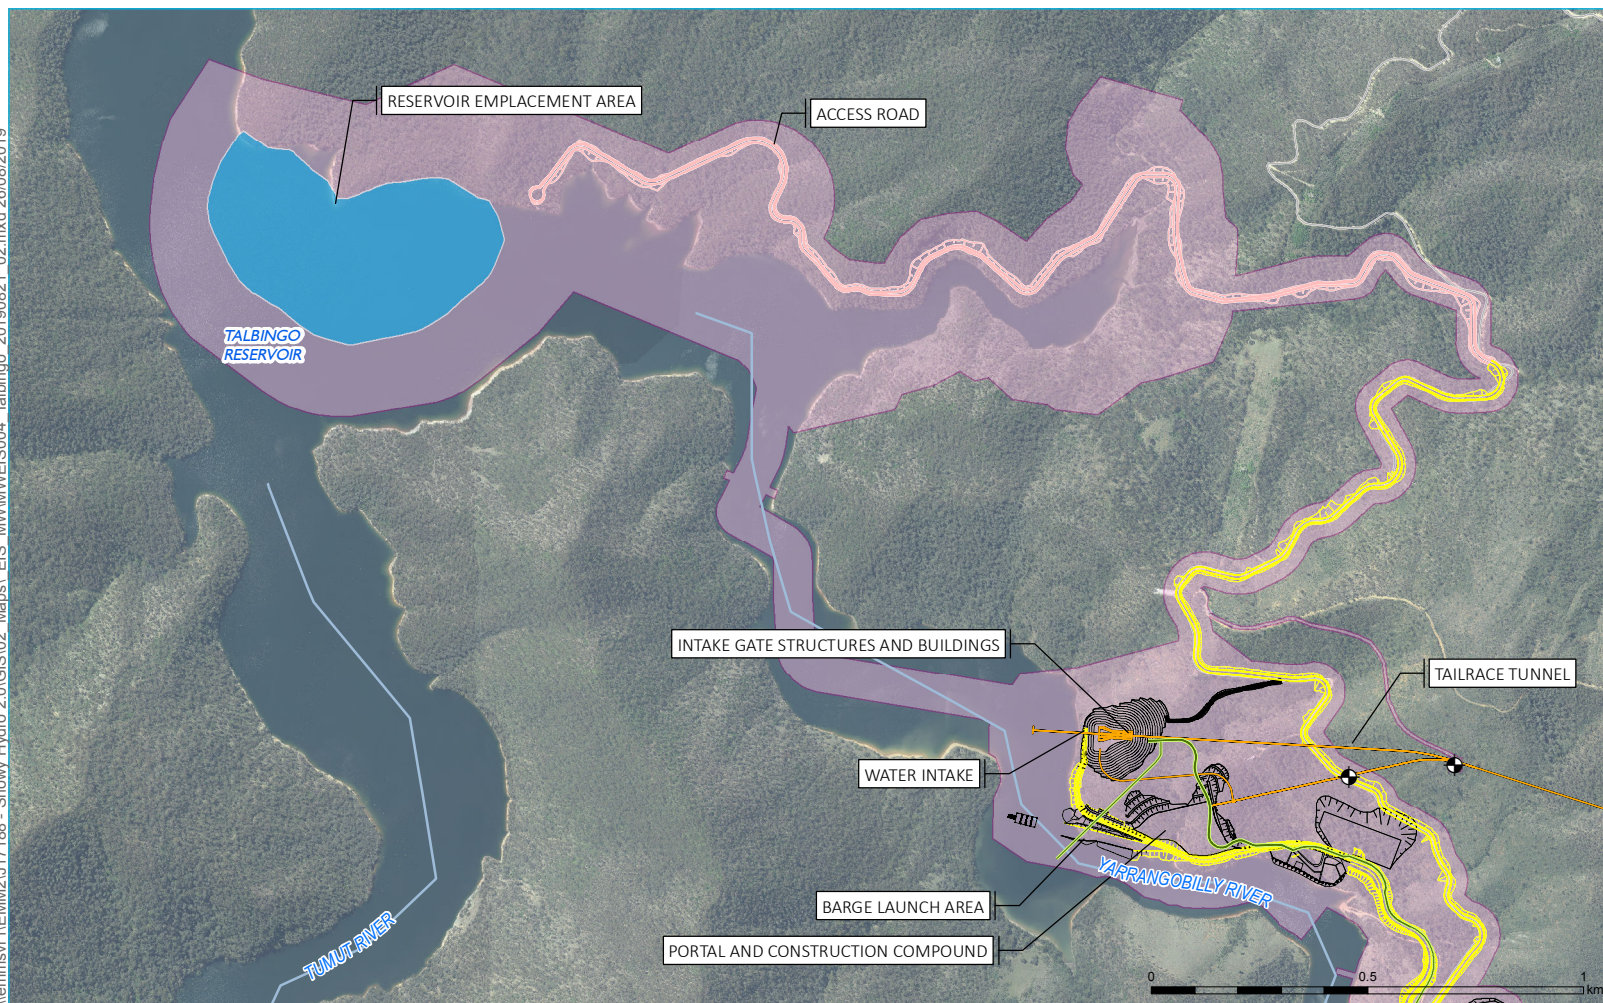 RESERVOIR EMPLACEMENT AREA
ACCESS ROAD
TALBINGO
RESERVOIR
INTAKE GATE STRUCTURES AND BUILDINGS
TAILRACE TUNNEL
WATER INTAKE
YARRANGOBILLY RIVER
BARGE LAUNCH AREA
TUMUT RIVER
PORTAL AND CONSTRUCTION COMPOUND
0 0.5 1
km